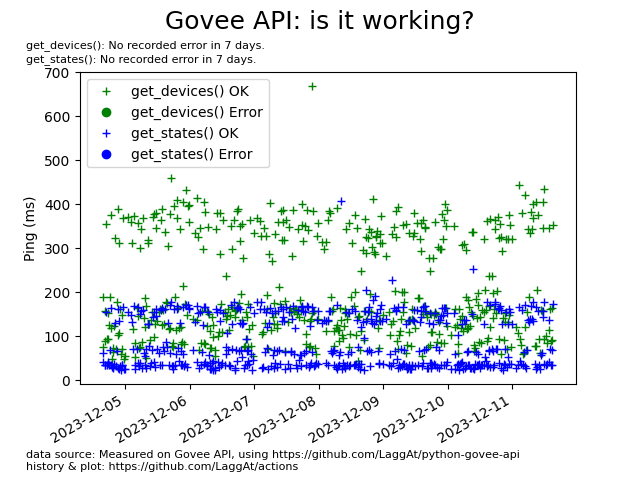 Govee API: is it working?
get_devices(): No recorded error in 7 days.
get_states(): No recorded error in 7 days.
700
600
500
400
300
200
100
0
Ping (ms)
get_devices() OK
get_devices() Error
get_states() OK
get_states() Error
2023-12-05
2023-12-06
2023-12-07
2023-12-08
2023-12-09
2023-12-10
2023-12-11
data source: Measured on Govee API, using https://github.com/LaggAt/python-govee-api
history & plot: https://github.com/LaggAt/actions